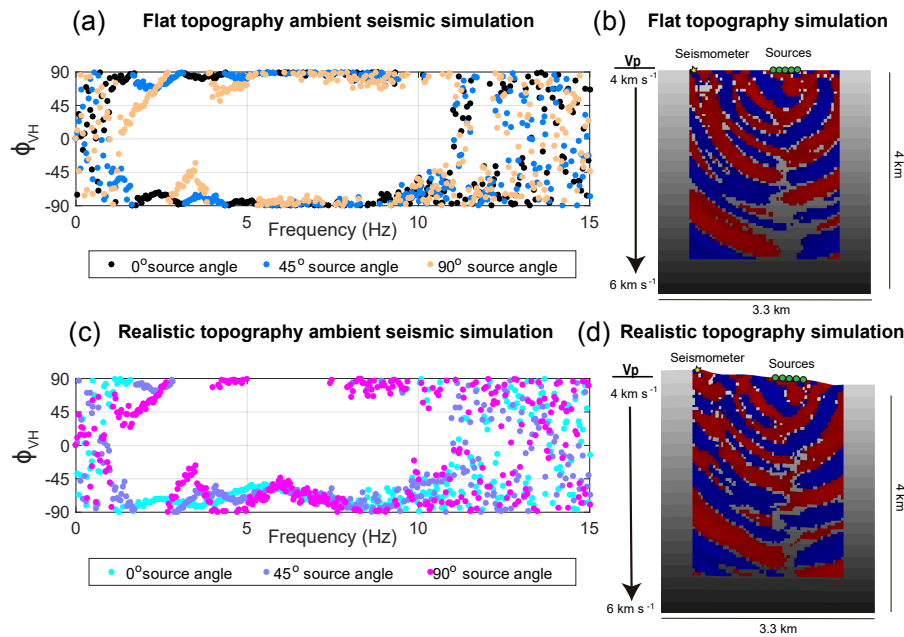 (a) Flat topography ambient seismic simulation
90
45
0
-45
-90
ϕVH
0 5 10 15
Frequency (Hz)
0° source angle 45° source angle 90° source angle
(b) Flat topography simulation
Vp
Seismometer Sources
4 km s-1
6 km s-1
4 km
3.3 km
(c) Realistic topography ambient seismic simulation
90
45
0
-45
-90
ϕVH
0 5 10 15
Frequency (Hz)
0° source angle 45° source angle 90° source angle
(d) Realistic topography simulation
Vp
Seismometer Sources
4 km s-1
6 km s-1
4 km
3.3 km